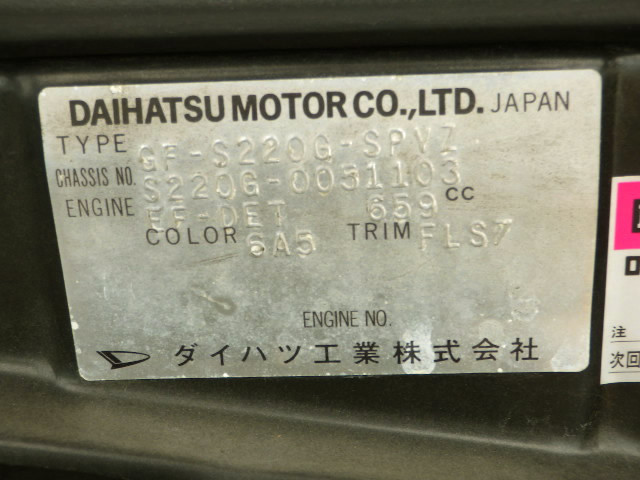 DAIHATSU MOTOR CO.,LTD. JAPAN
TYPE GF-S220G-SPVZ
CHASSIS NO. S220G-0051103
ENGINE EF-DET 659 CC
COLOR 6A5 TRIM FLS7
ENGINE NO.
ダイハツ工業株式会社
注
次回